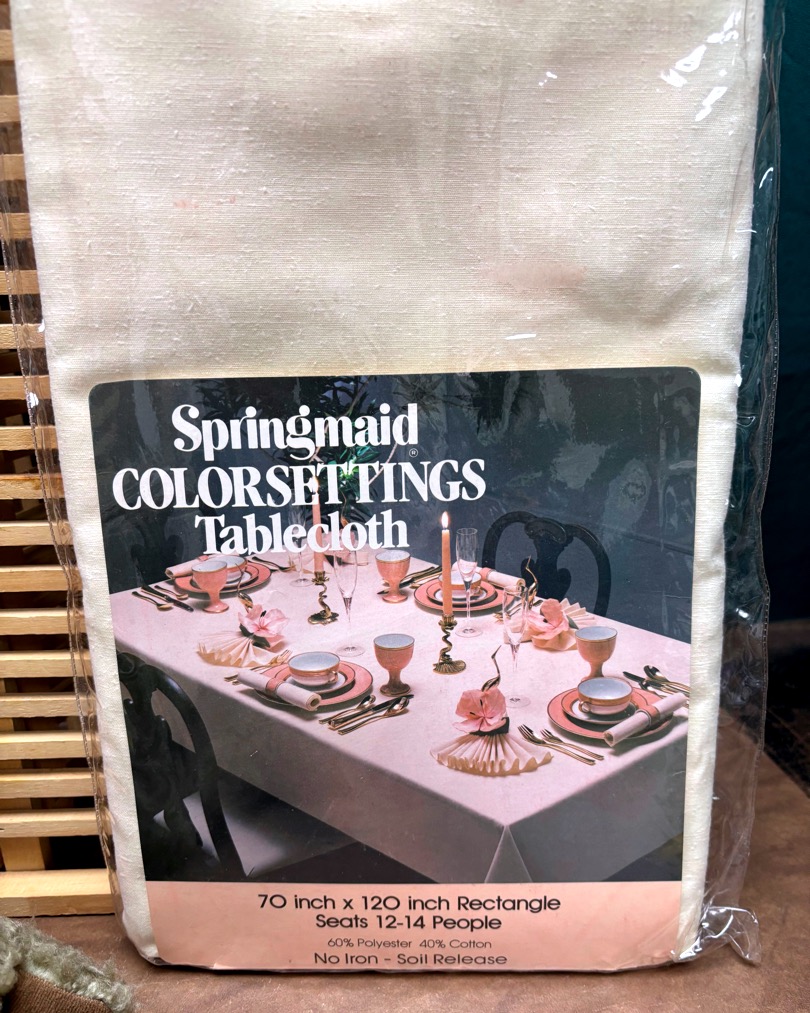 Springmaid
®
COLORSETTINGS
Tablecloth
70 inch x 120 inch Rectangle
Seats 12-14 People
60% Polyester 40% Cotton
No Iron - Soil Release